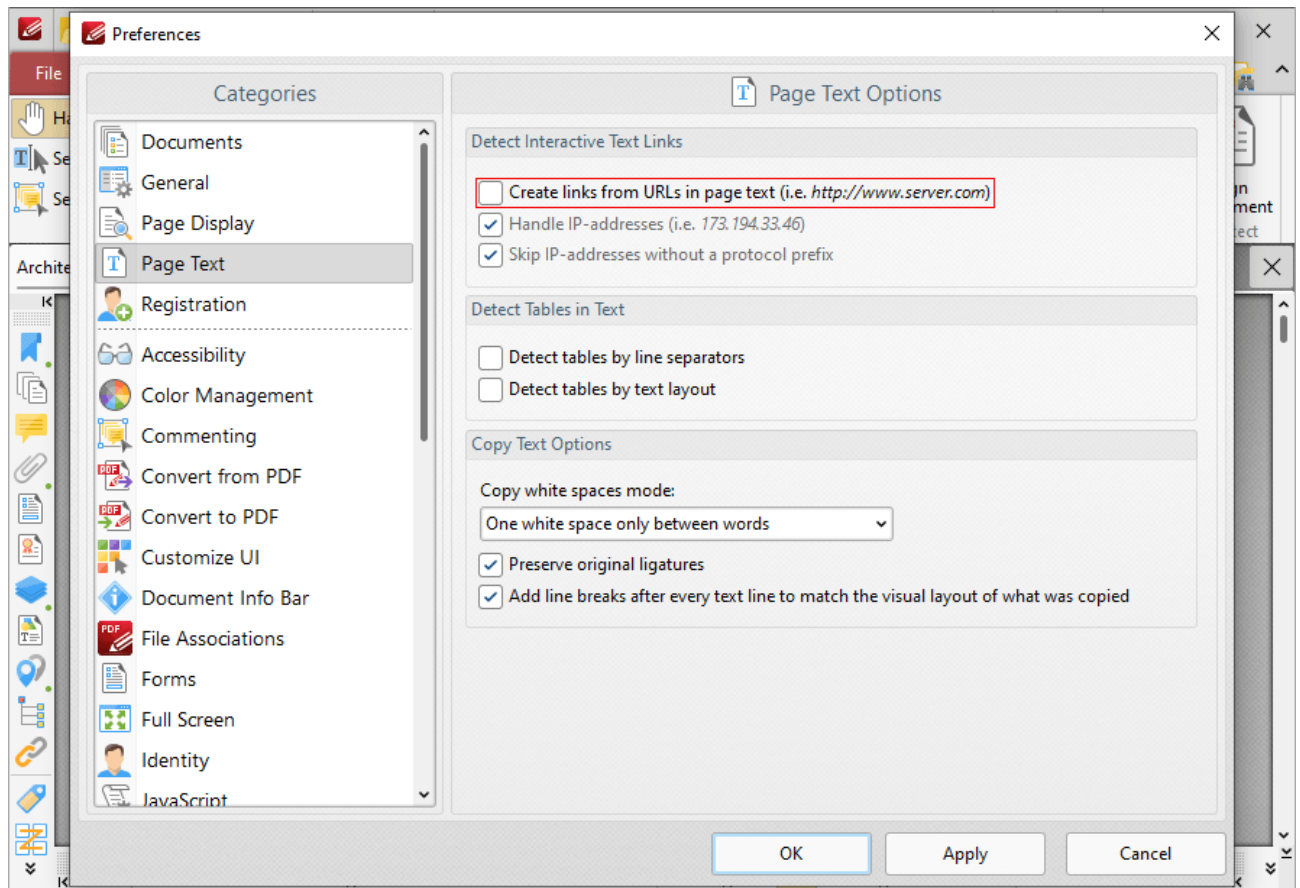 Preferences
File
Categories
Page Text Options
Documents
General
Page Display
Page Text
Registration
Accessibility
Color Management
Commenting
Convert from PDF
Convert to PDF
Customize UI
Document Info Bar
File Associations
Forms
Full Screen
Identity
JavaScript
Detect Interactive Text Links
Create links from URLs in page text (i.e. http://www.server.com)
Handle IP-addresses (i.e. 173.194.33.46)
Skip IP-addresses without a protocol prefix
Detect Tables in Text
Detect tables by line separators
Detect tables by text layout
Copy Text Options
Copy white spaces mode:
One white space only between words
Preserve original ligatures
Add line breaks after every text line to match the visual layout of what was copied
OK
Apply
Cancel